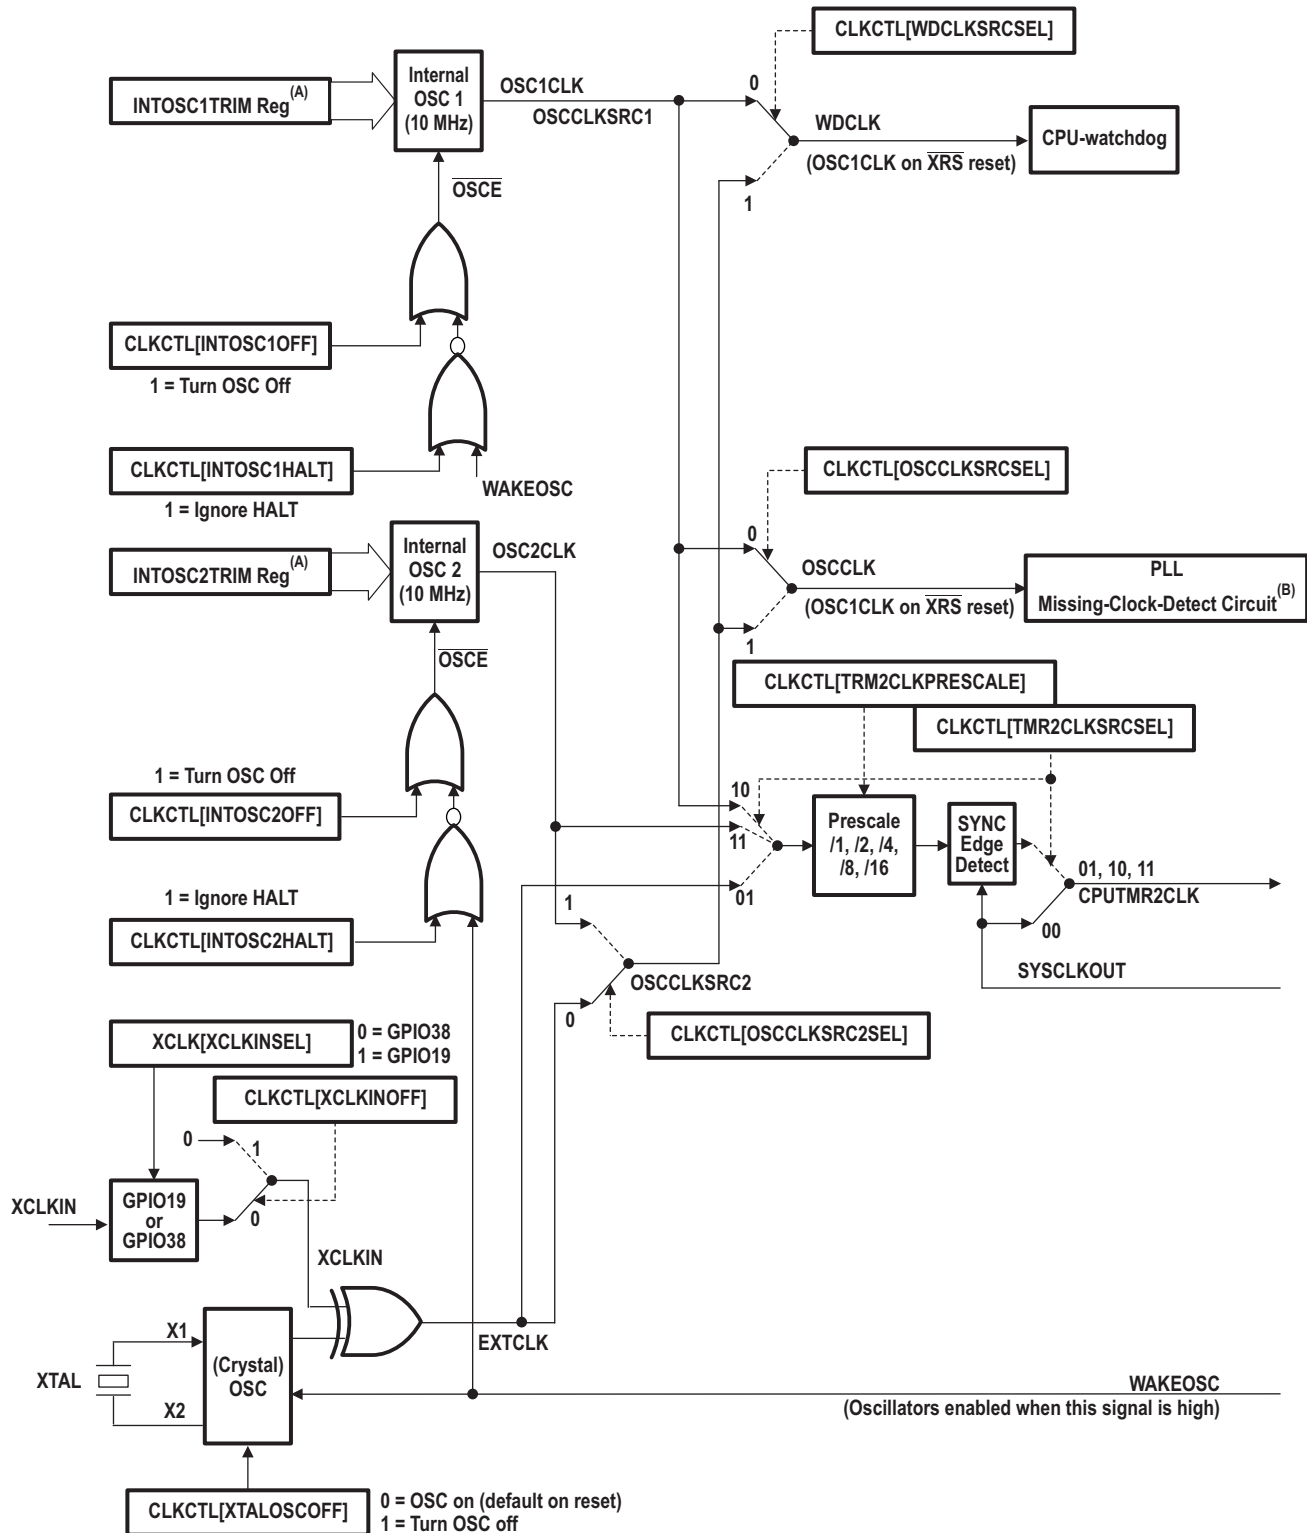 CLKCTL[WDCLKSRCSEL]
INTOSC1TRIM Reg(A)
Internal
OSC 1
(10 MHz)
OSC1CLK
OSCCLKSRC1
0
WDCLK
(OSC1CLK on XRS reset)
1
CPU-watchdog
OSCE
CLKCTL[INTOSC1OFF]
1 = Turn OSC Off
CLKCTL[INTOSC1HALT]
1 = Ignore HALT
WAKEOSC
CLKCTL[OSCCLKSRCSEL]
INTOSC2TRIM Reg(A)
Internal
OSC 2
(10 MHz)
OSC2CLK
0
OSCCLK
(OSC1CLK on XRS reset)
1
PLL
Missing-Clock-Detect Circuit(B)
OSCE
CLKCTL[TRM2CLKPRESCALE]
CLKCTL[TMR2CLKSRCSEL]
1 = Turn OSC Off
CLKCTL[INTOSC2OFF]
10
11
01
Prescale
/1, /2, /4,
/8, /16
SYNC
Edge
Detect
01, 10, 11
CPUTMR2CLK
00
SYSCLKOUT
1 = Ignore HALT
CLKCTL[INTOSC2HALT]
1
OSCCLKSRC2
0
CLKCTL[OSCCLKSRC2SEL]
XCLK[XCLKINSEL]
0 = GPIO38
1 = GPIO19
CLKCTL[XCLKINOFF]
0
1
0
XCLKIN
GPIO19
or
GPIO38
XCLKIN
EXTCLK
XTAL
X1
X2
(Crystal)
OSC
WAKEOSC
(Oscillators enabled when this signal is high)
CLKCTL[XTALOSCOFF]
0 = OSC on (default on reset)
1 = Turn OSC off